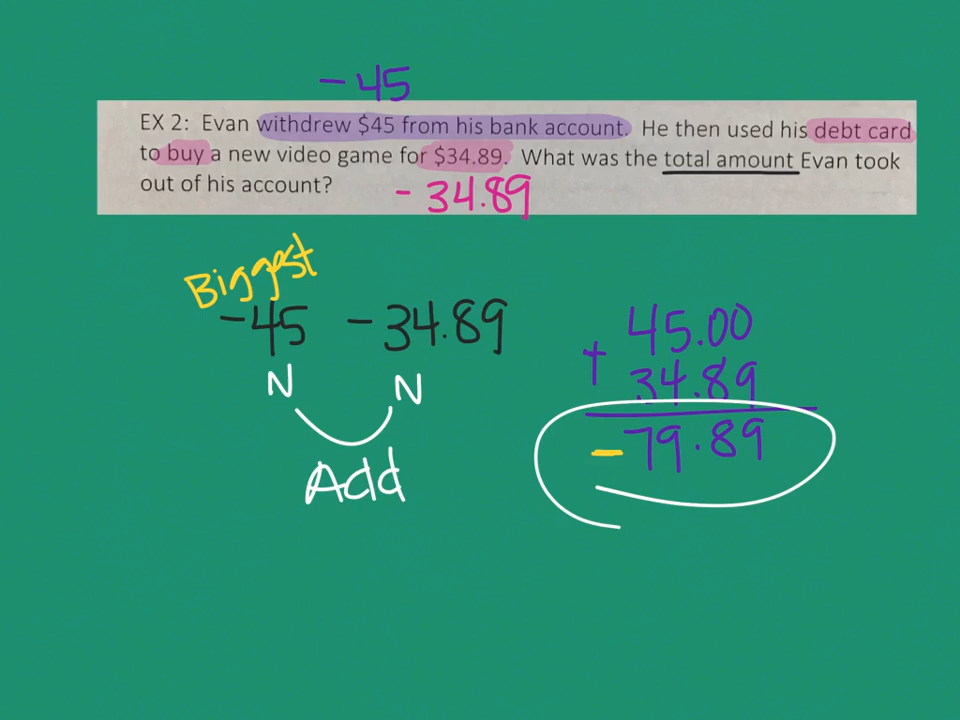 -45
EX 2: Evan withdrew $45 from his bank account. He then used his debt card
to buy a new video game for $34.89. What was the total amount Evan took
out of his account?
-34.89
Biggest
-45 -34.89
N N
Add
45.00
+ 34.89
-79.89